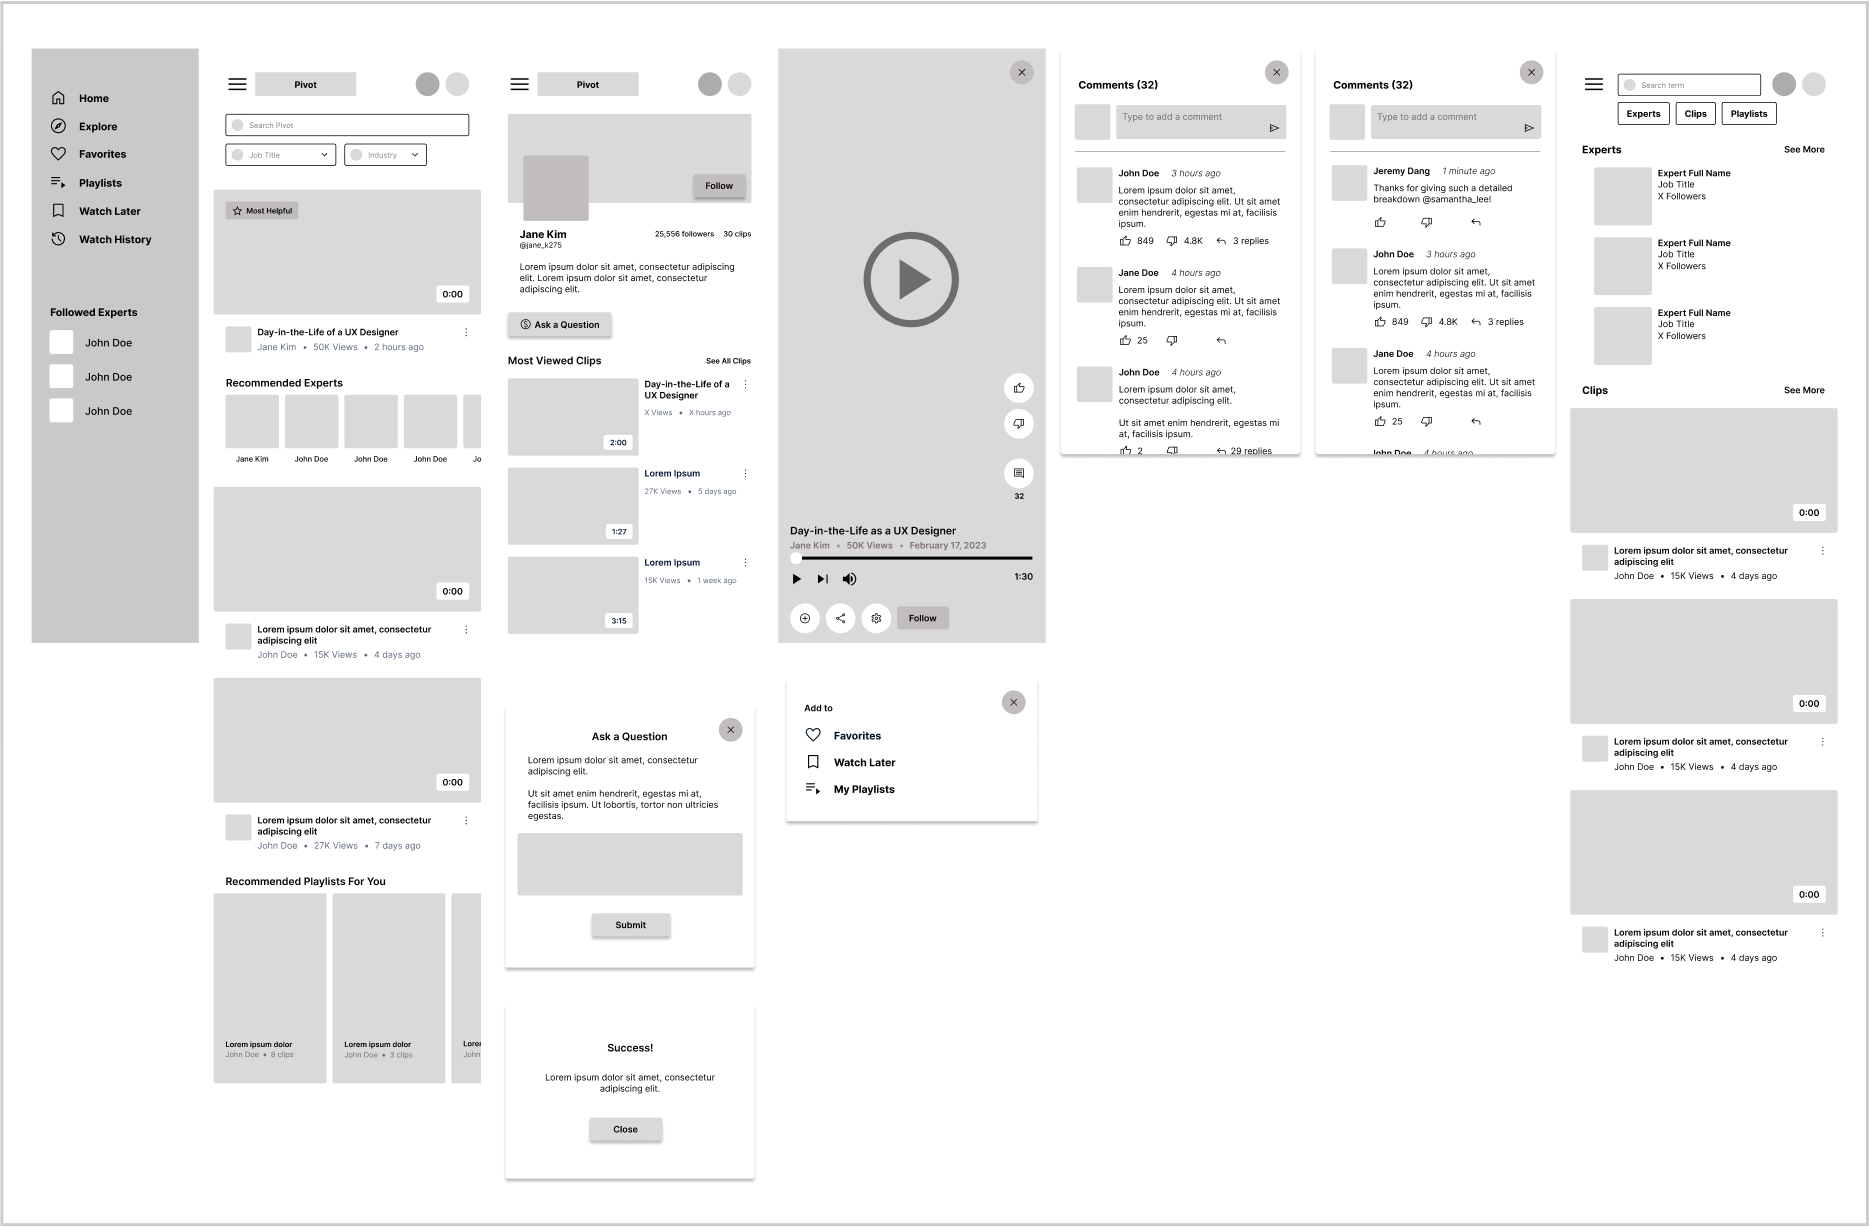 Home
Explore
Favorites
Playlists
Watch Later
Watch History
Followed Experts
John Doe
John Doe
John Doe
Pivot
Search Pivot
Job Title
Industry
Most Helpful
0:00
Day-in-the-Life of a UX Designer
Jane Kim • 50K Views • 2 hours ago
Recommended Experts
Jane Kim John Doe John Doe John Doe Jo
0:00
Lorem ipsum dolor sit amet, consectetur
adipiscing elit
John Doe • 15K Views • 4 days ago
0:00
Lorem ipsum dolor sit amet, consectetur
adipiscing elit
John Doe • 27K Views • 7 days ago
Recommended Playlists For You
Lorem ipsum dolor
John Doe • 8 clips
Lorem ipsum dolor
John Doe • 3 clips
Lorer
John
Pivot
Follow
Jane Kim
@jane_k275
25,556 followers 30 clips
Lorem ipsum dolor sit amet, consectetur adipiscing
elit. Lorem ipsum dolor sit amet, consectetur
adipiscing elit.
Ask a Question
Most Viewed Clips
See All Clips
2:00
Day-in-the-Life of a
UX Designer
X Views • X hours ago
1:27
Lorem Ipsum
27K Views • 5 days ago
3:15
Lorem Ipsum
15K Views • 1 week ago
Ask a Question
Lorem ipsum dolor sit amet, consectetur
adipiscing elit.
Ut sit amet enim hendrerit, egestas mi at,
facilisis ipsum. Ut lobortis, tortor non ultricies
egestas.
Submit
Success!
Lorem ipsum dolor sit amet, consectetur
adipiscing elit.
Close
32
Day-in-the-Life as a UX Designer
Jane Kim • 50K Views • February 17, 2023
1:30
Follow
Add to
Favorites
Watch Later
My Playlists
Comments (32)
Type to add a comment
John Doe 3 hours ago
Lorem ipsum dolor sit amet,
consectetur adipiscing elit. Ut sit amet
enim hendrerit, egestas mi at, facilisis
ipsum.
849 4.8K 3 replies
Jane Doe 4 hours ago
Lorem ipsum dolor sit amet,
consectetur adipiscing elit. Ut sit amet
enim hendrerit, egestas mi at, facilisis
ipsum.
25
John Doe 4 hours ago
Lorem ipsum dolor sit amet,
consectetur adipiscing elit.
Ut sit amet enim hendrerit, egestas mi
at, facilisis ipsum.
2 29 replies
Comments (32)
Type to add a comment
Jeremy Dang 1 minute ago
Thanks for giving such a detailed
breakdown @samantha_lee!
John Doe 3 hours ago
Lorem ipsum dolor sit amet,
consectetur adipiscing elit. Ut sit amet
enim hendrerit, egestas mi at, facilisis
ipsum.
849 4.8K 3 replies
Jane Doe 4 hours ago
Lorem ipsum dolor sit amet,
consectetur adipiscing elit. Ut sit amet
enim hendrerit, egestas mi at, facilisis
ipsum.
25
John Doe 4 hours ago
Search term
Experts Clips Playlists
Experts See More
Expert Full Name
Job Title
X Followers
Expert Full Name
Job Title
X Followers
Expert Full Name
Job Title
X Followers
Clips See More
0:00
Lorem ipsum dolor sit amet, consectetur
adipiscing elit
John Doe • 15K Views • 4 days ago
0:00
Lorem ipsum dolor sit amet, consectetur
adipiscing elit
John Doe • 15K Views • 4 days ago
0:00
Lorem ipsum dolor sit amet, consectetur
adipiscing elit
John Doe • 15K Views • 4 days ago